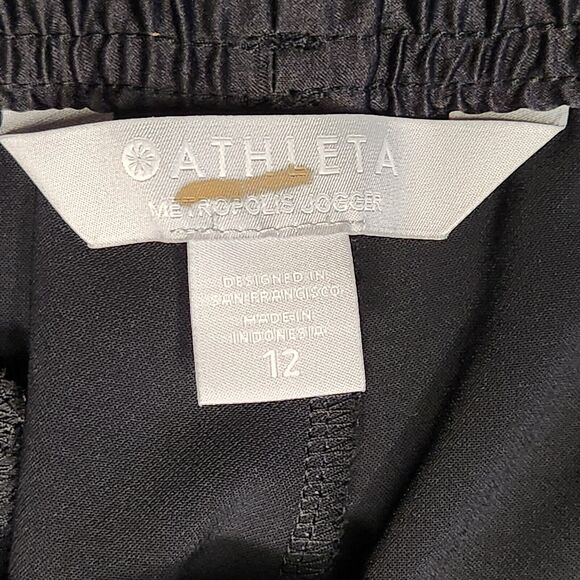 ATHLETA
METROPOLIS JOGGER
DESIGNED IN
SAN FRANCISCO
MADE IN
INDONESIA
12